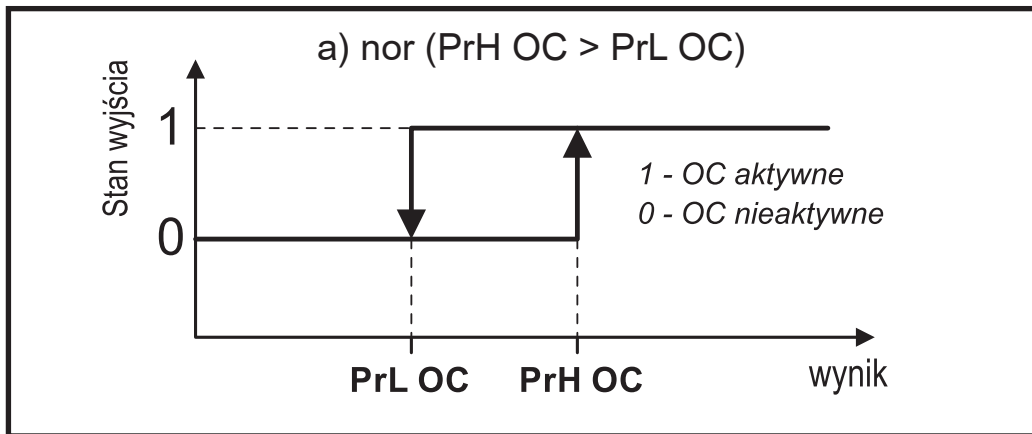 a) nor (PrH OC > PrL OC)
Stan wyjścia
1
0
1 - OC aktywne
0 - OC nieaktywne
PrL OC
PrH OC
wynik